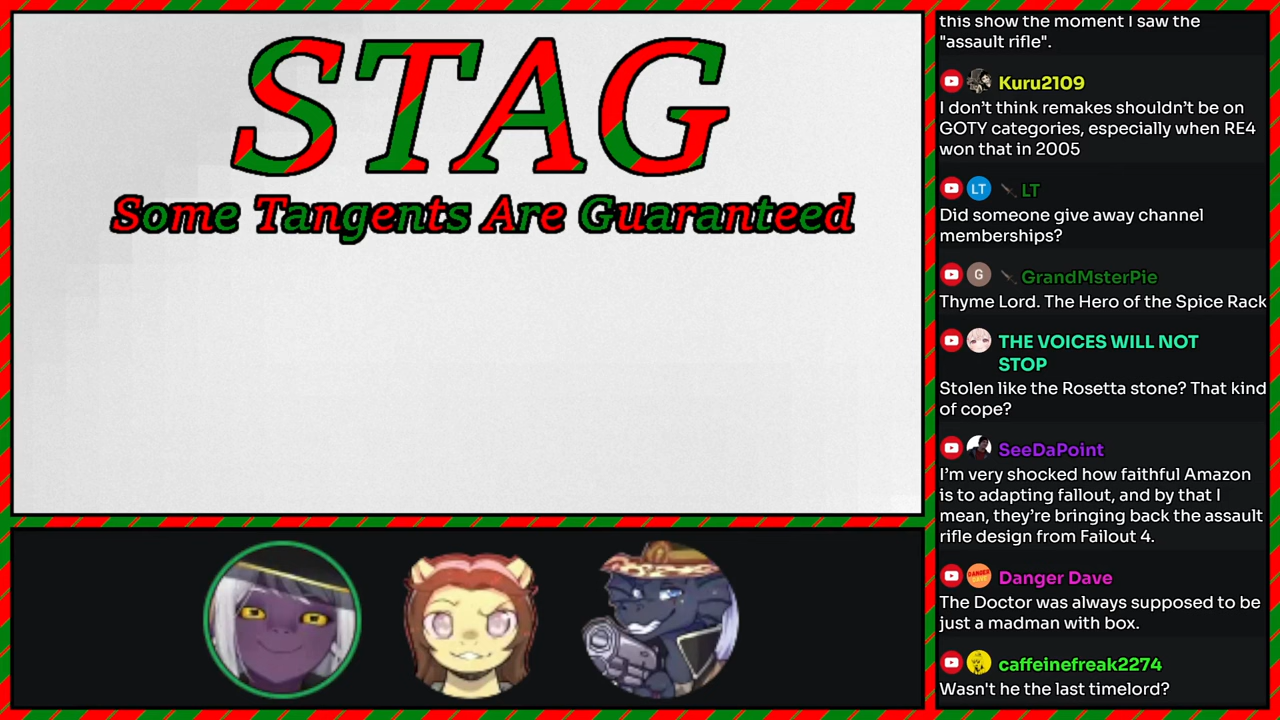 STAG
Some Tangents Are Guaranteed
this show the moment I saw the
"assault rifle".
Kuru2109
I don't think remakes shouldn't be on
GOTY categories, especially when RE4
won that in 2005
LT
LT
Did someone give away channel
memberships?
G
GrandMsterPie
Thyme Lord. The Hero of the Spice Rack
THE VOICES WILL NOT
STOP
Stolen like the Rosetta stone? That kind
of cope?
SeeDaPoint
I'm very shocked how faithful Amazon
is to adapting fallout, and by that I
mean, they're bringing back the assault
rifle design from Failout 4.
DANGER
DAVE
Danger Dave
The Doctor was always supposed to be
just a madman with box.
caffeinefreak2274
Wasn't he the last timelord?